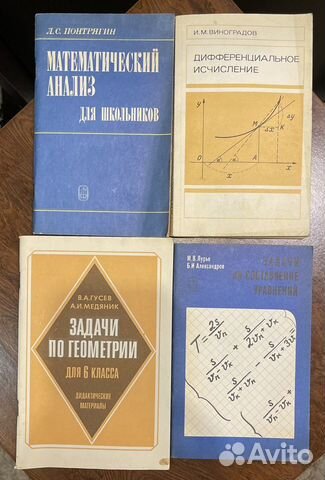 Л.С. ПОНТРЯГИН
МАТЕМАТИЧЕСКИЙ
АНАЛИЗ
ДЛЯ ШКОЛЬНИКОВ
И. М. ВИНОГРАДОВ
ДИФФЕРЕНЦИАЛЬНОЕ
ИСЧИСЛЕНИЕ
y
M
K
Δy
O
A
x
x
В.А.ГУСЕВ
А.И.МЕДЯНИК
ЗАДАЧИ
ПО ГЕОМЕТРИИ
ДЛЯ 6 КЛАССА
ДИДАКТИЧЕСКИЕ
МАТЕРИАЛЫ
М.В.Лурье
Б.И.Александров
ЗАДАЧИ
НА СОСТАВЛЕНИЕ
УРАВНЕНИЙ
Avito